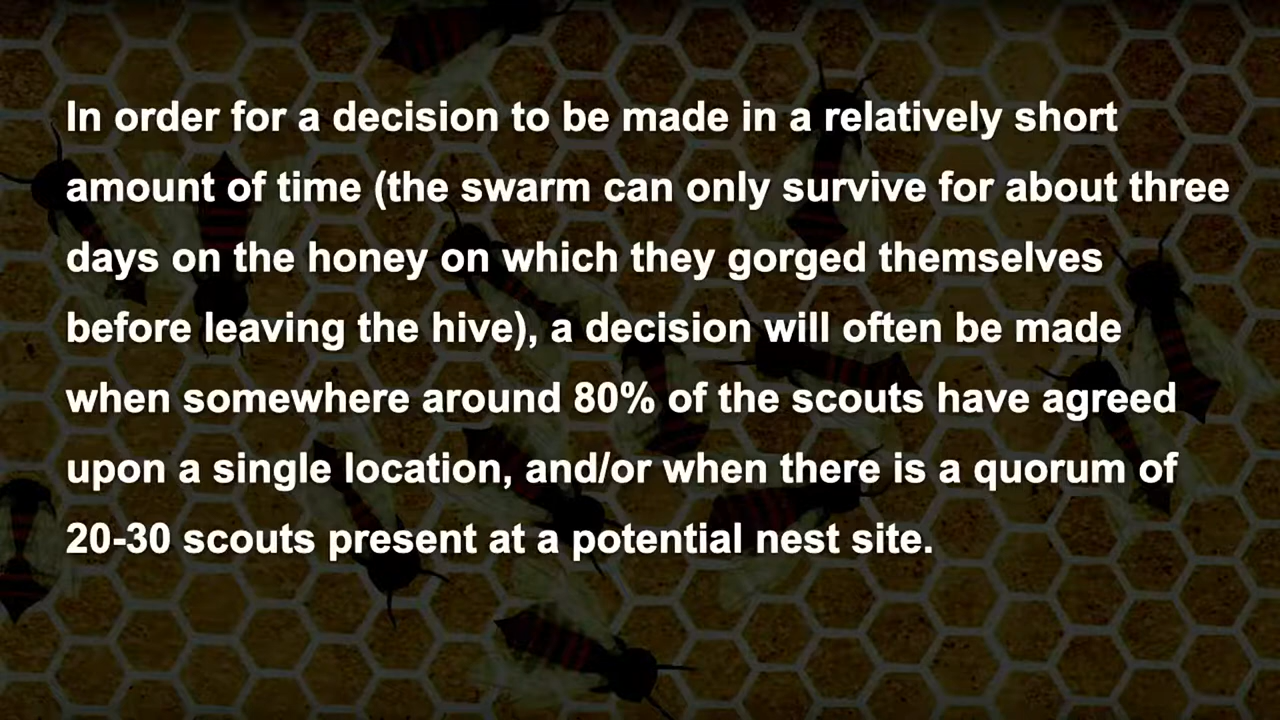 In order for a decision to be made in a relatively short
amount of time (the swarm can only survive for about three
days on the honey on which they gorged themselves
before leaving the hive), a decision will often be made
when somewhere around 80% of the scouts have agreed
upon a single location, and/or when there is a quorum of
20-30 scouts present at a potential nest site.